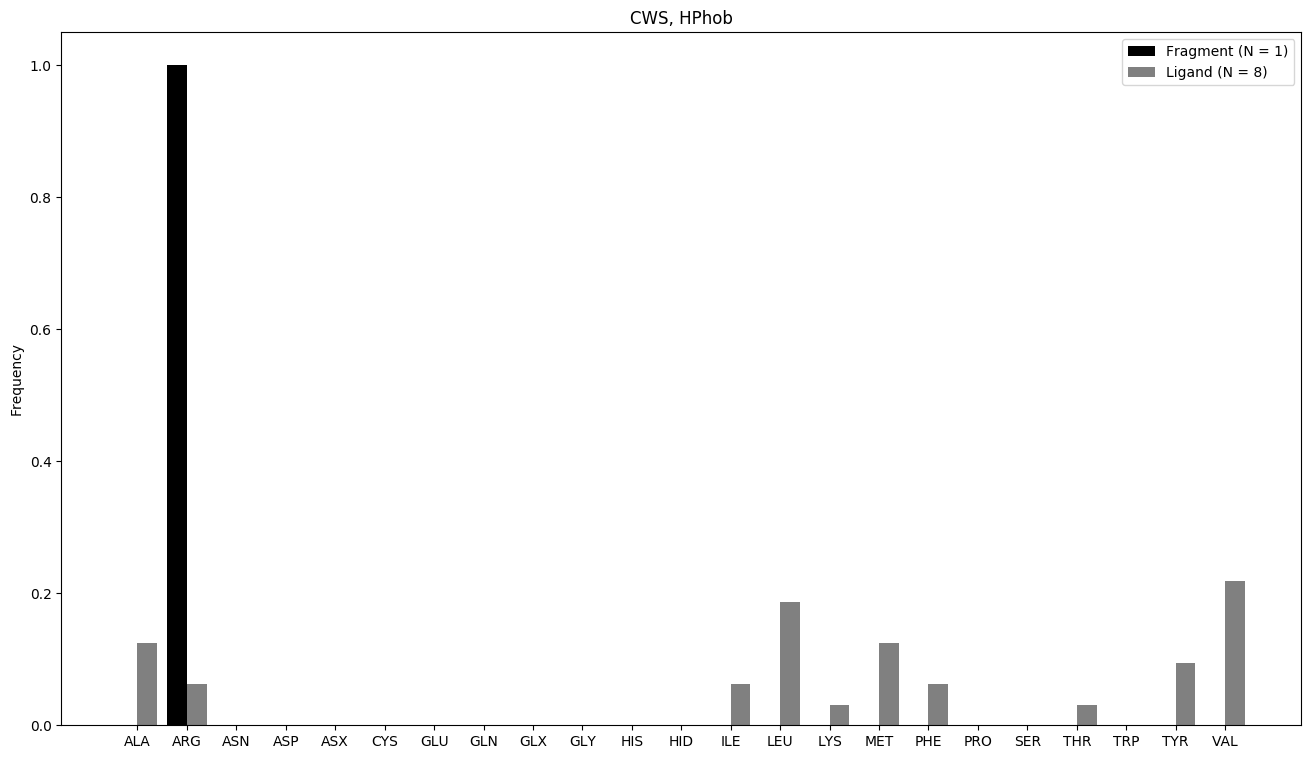 CWS, HPhob
Fragment (N = 1)
Ligand (N = 8)
Frequency
1.0
0.8
0.6
0.4
0.2
0.0
ALA ARG ASN ASP ASX CYS GLU GLN GLX GLY HIS HID ILE LEU LYS MET PHE PRO SER THR TRP TYR VAL